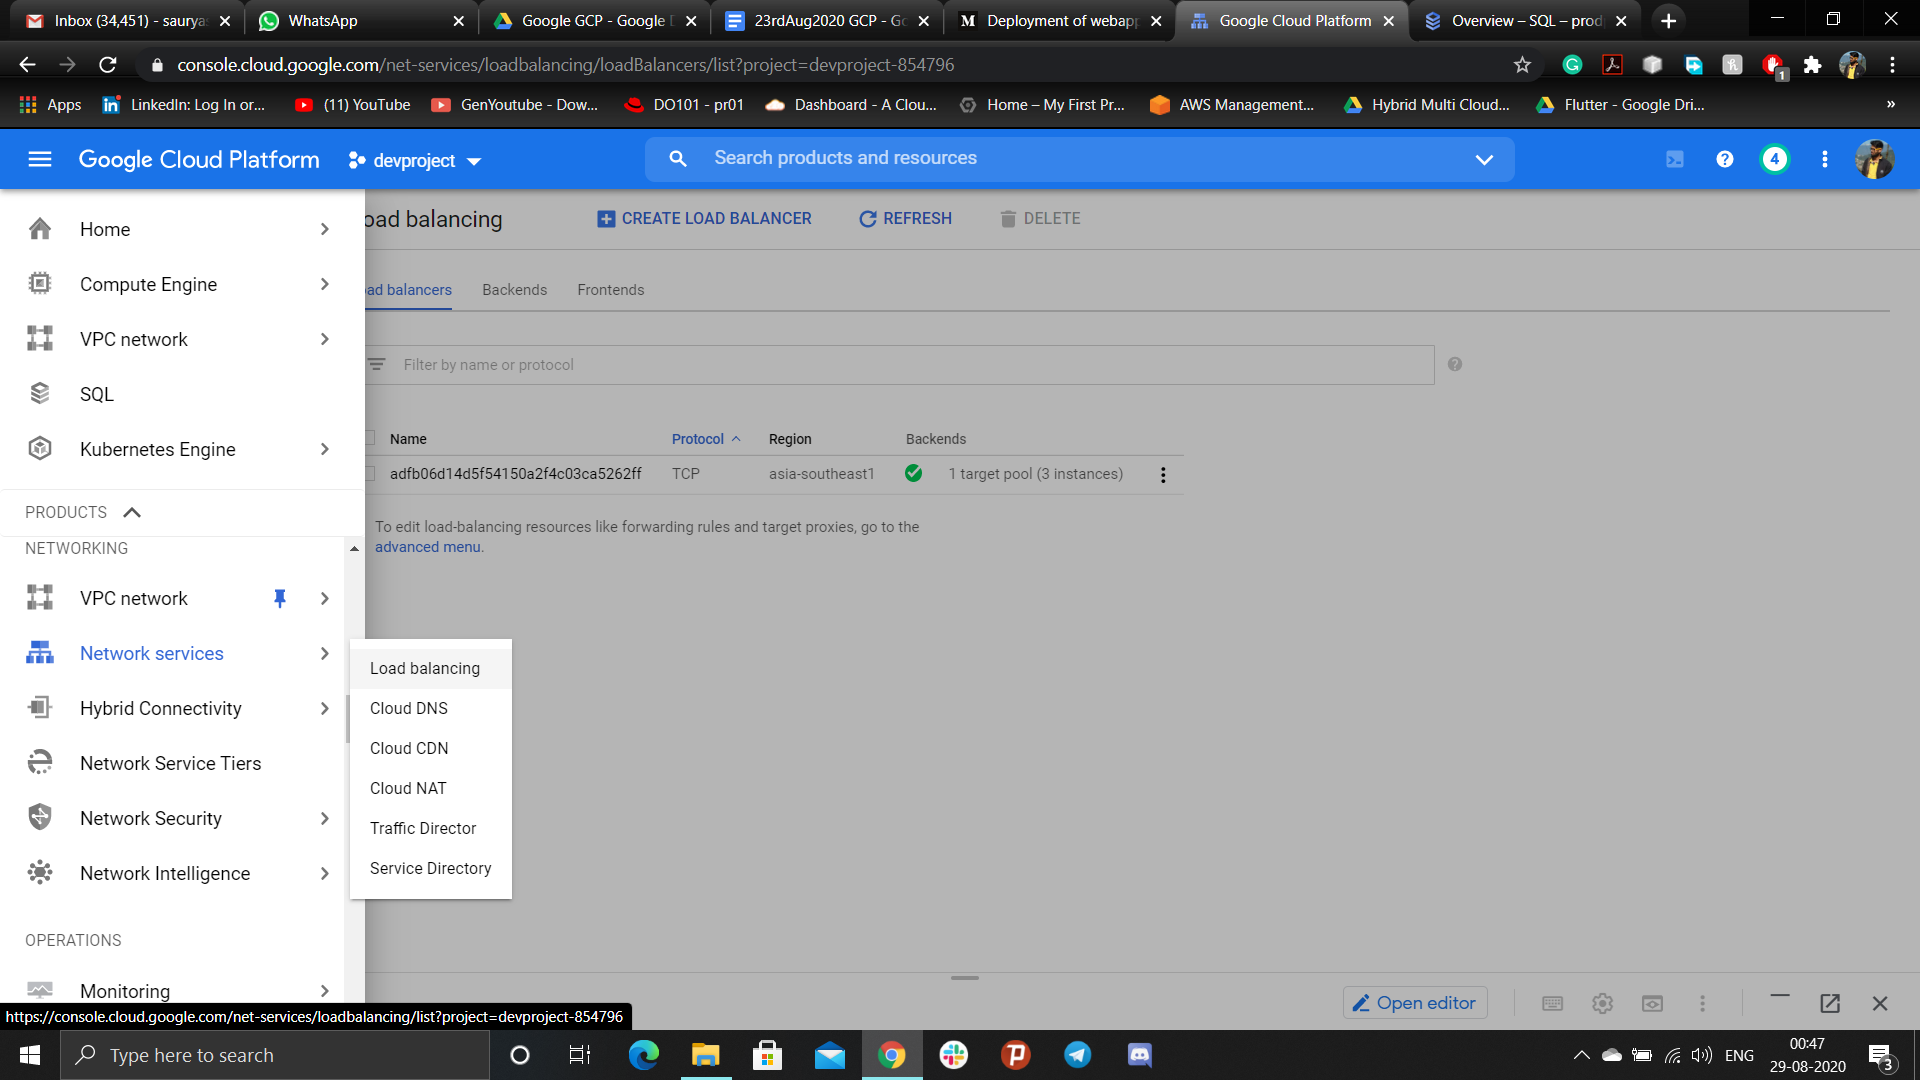 Inbox (34,451) - saurya
WhatsApp
Google GCP - Google D
23rdAug2020 GCP - Go
Deployment of webapp
Google Cloud Platform
Overview – SQL – prod
console.cloud.google.com/net-services/loadbalancing/loadBalancers/list?project=devproject-854796
1
Apps
LinkedIn: Log In or...
(11) YouTube
GenYoutube - Dow...
DO101 - pr01
Dashboard - A Clou...
Home – My First Pr...
AWS Management...
Hybrid Multi Cloud...
Flutter - Google Dri...
»
Google Cloud Platform
devproject
Search products and resources
4
Home
Compute Engine
VPC network
SQL
Kubernetes Engine
PRODUCTS
NETWORKING
VPC network
Network services
Hybrid Connectivity
Network Service Tiers
Network Security
Network Intelligence
OPERATIONS
Monitoring
Load balancing
Cloud DNS
Cloud CDN
Cloud NAT
Traffic Director
Service Directory
oad balancing
CREATE LOAD BALANCER
REFRESH
DELETE
ad balancers
Backends
Frontends
Filter by name or protocol
Name
Protocol
Region
Backends
adfb06d14d5f54150a2f4c03ca5262ff
TCP
asia-southeast1
1 target pool (3 instances)
To edit load-balancing resources like forwarding rules and target proxies, go to the
advanced menu.
Open editor
https://console.cloud.google.com/net-services/loadbalancing/list?project=devproject-854796
Type here to search
ENG
00:47
29-08-2020
3